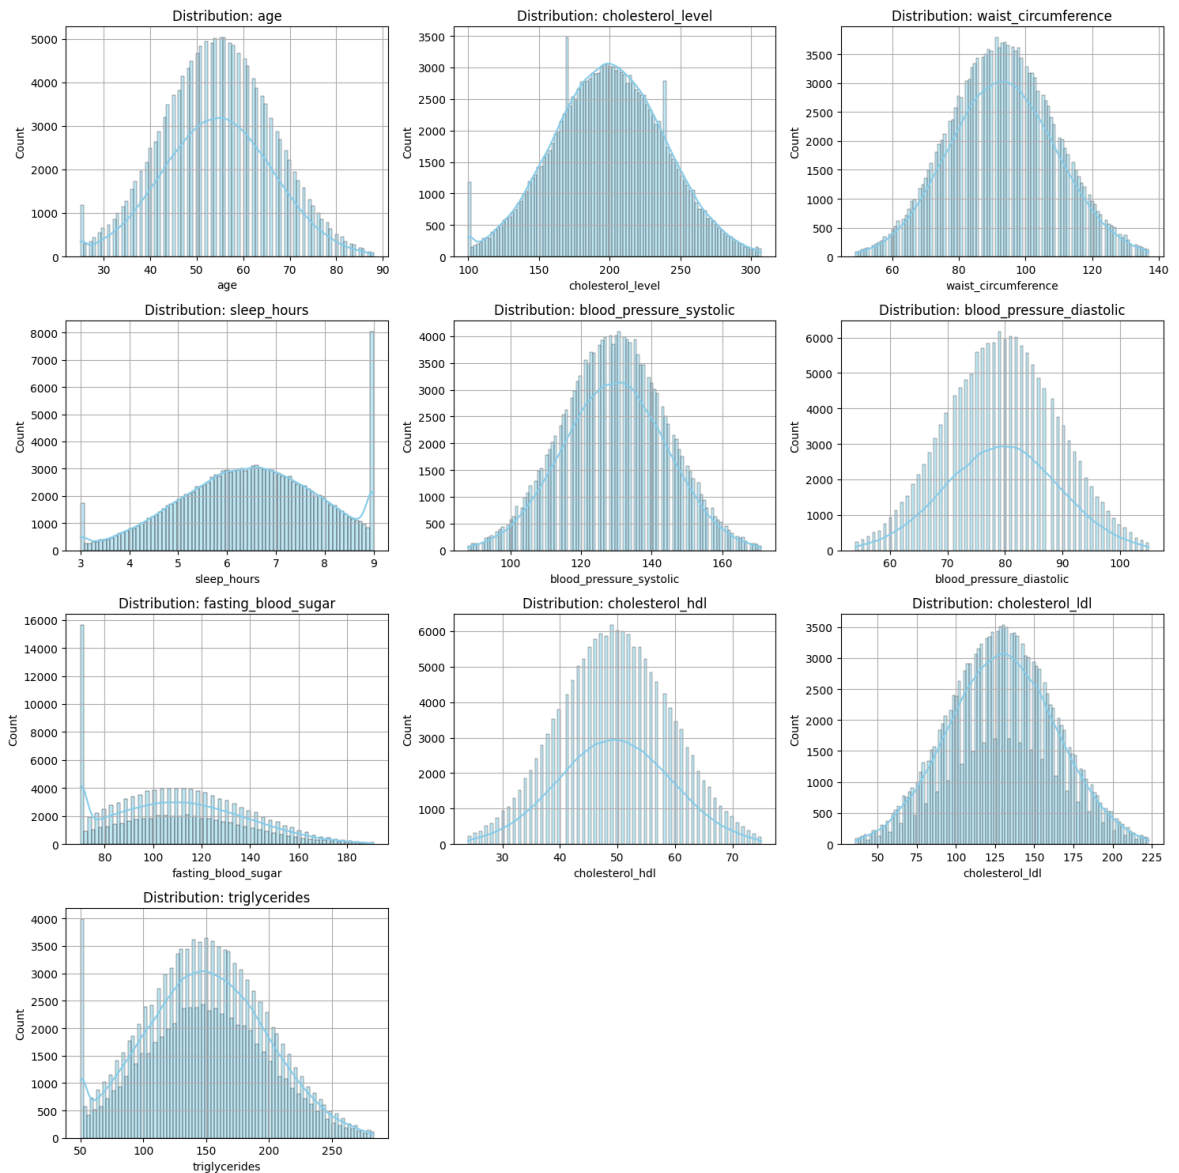 Distribution: age
5000
4000
3000
2000
1000
0
Count
30 40 50 60 70 80 90
age
Distribution: cholesterol_level
3500
3000
2500
2000
1500
1000
500
0
Count
100 150 200 250 300
cholesterol_level
Distribution: waist_circumference
3500
3000
2500
2000
1500
1000
500
0
Count
60 80 100 120 140
waist_circumference
Distribution: sleep_hours
8000
7000
6000
5000
4000
3000
2000
1000
0
Count
3 4 5 6 7 8 9
sleep_hours
Distribution: blood_pressure_systolic
4000
3500
3000
2500
2000
1500
1000
500
0
Count
100 120 140 160
blood_pressure_systolic
Distribution: blood_pressure_diastolic
6000
5000
4000
3000
2000
1000
0
Count
60 70 80 90 100
blood_pressure_diastolic
Distribution: fasting_blood_sugar
16000
14000
12000
10000
8000
6000
4000
2000
0
Count
80 100 120 140 160 180
fasting_blood_sugar
Distribution: cholesterol_hdl
6000
5000
4000
3000
2000
1000
0
Count
30 40 50 60 70
cholesterol_hdl
Distribution: cholesterol_ldl
3500
3000
2500
2000
1500
1000
500
0
Count
50 75 100 125 150 175 200 225
cholesterol_ldl
Distribution: triglycerides
4000
3500
3000
2500
2000
1500
1000
500
0
Count
50 100 150 200 250
triglycerides